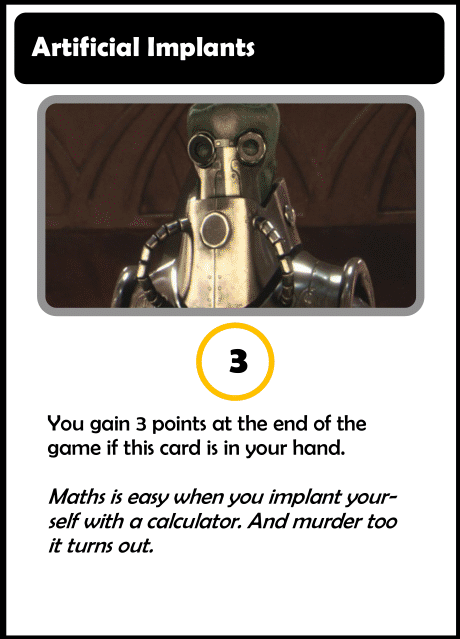 Artificial Implants
3
You gain 3 points at the end of the
game if this card is in your hand.
Maths is easy when you implant your-
self with a calculator. And murder too
it turns out.